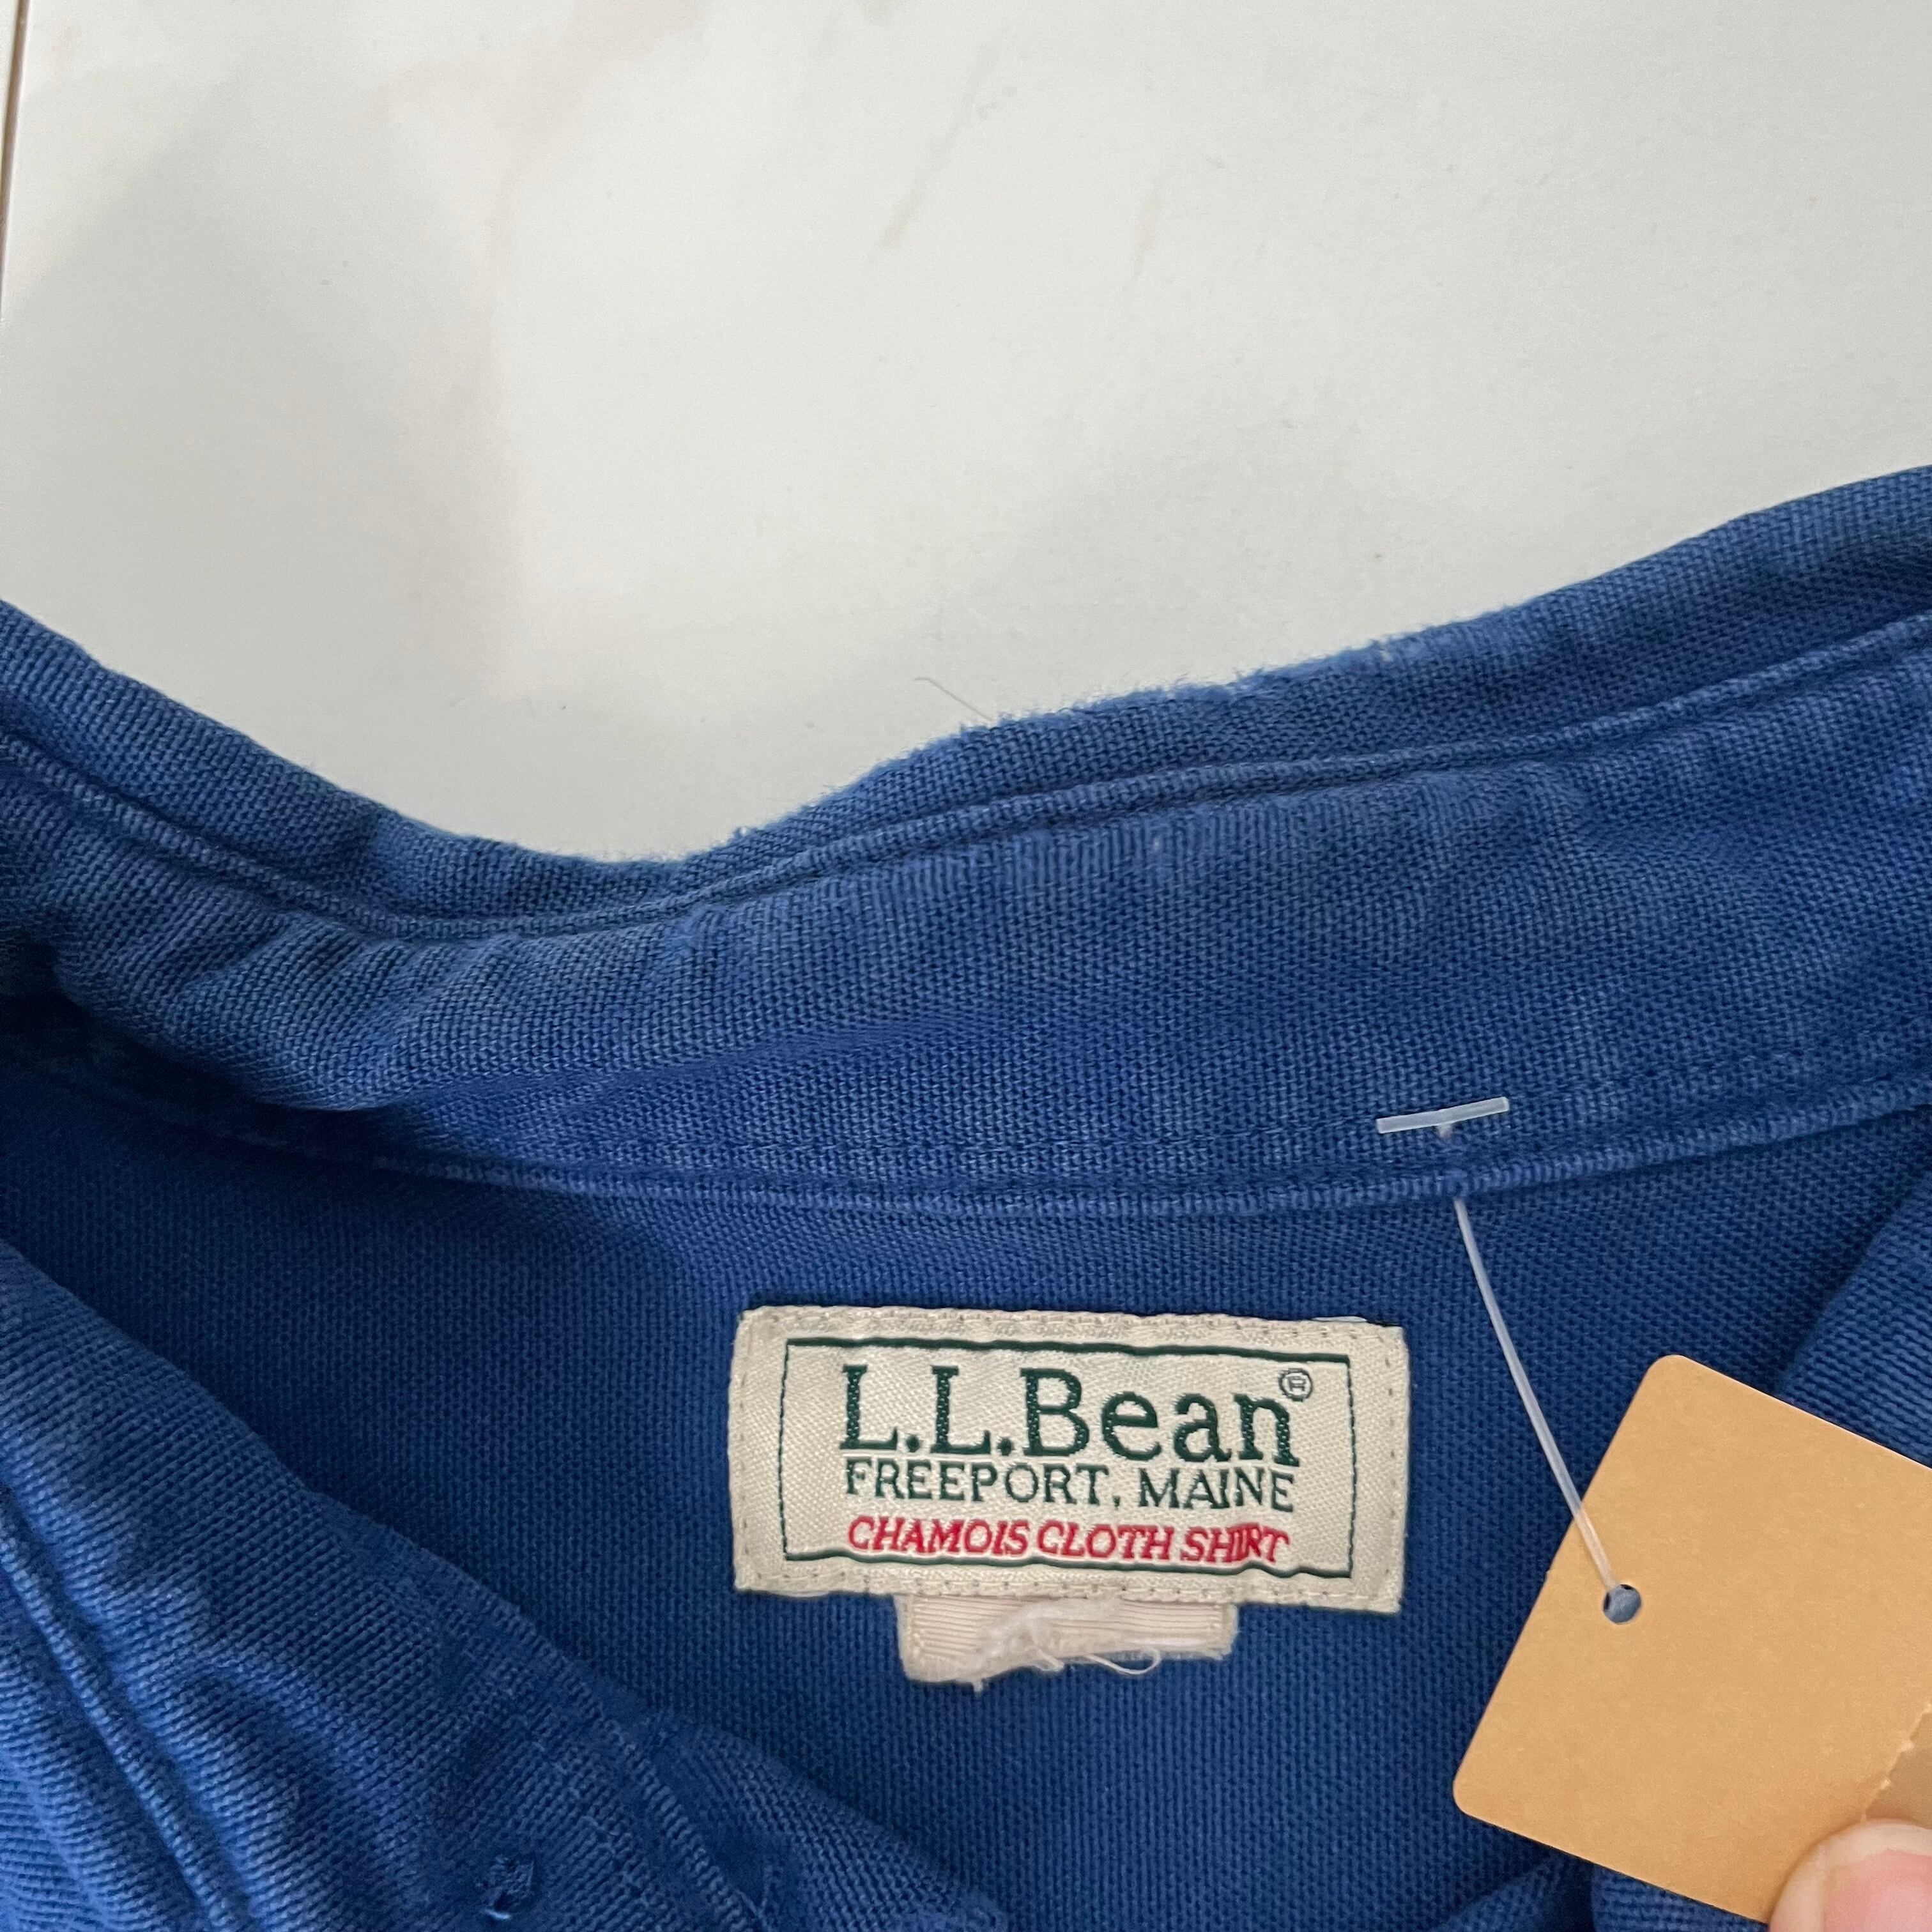 L.L.Bean®
FREEPORT, MAINE
CHAMOIS CLOTH SHIRT